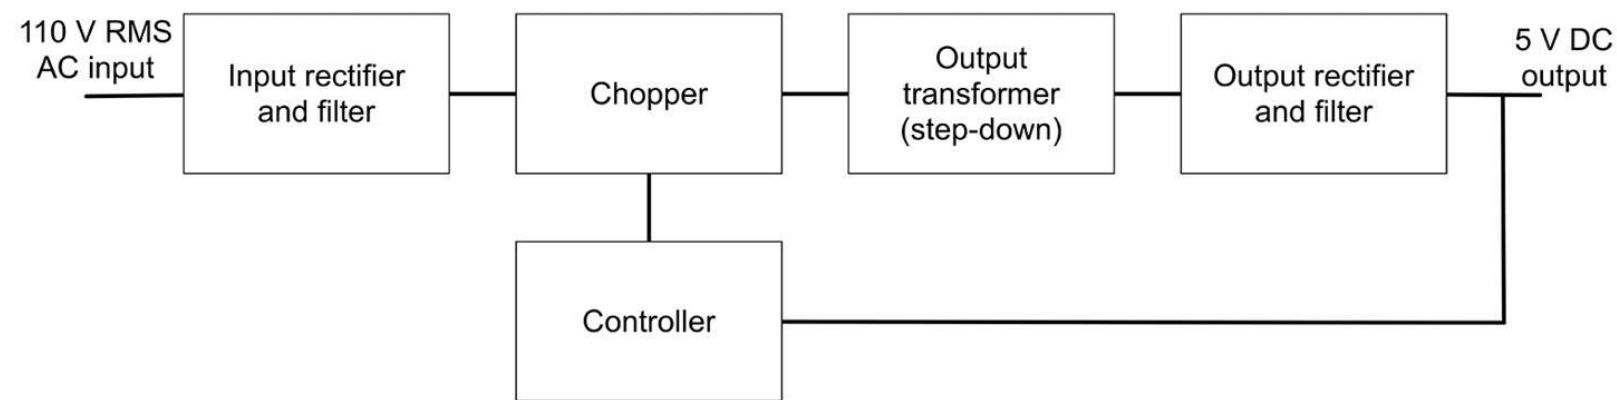 110 V RMS
AC input
Input rectifier
and filter
Chopper
Output
transformer
(step-down)
Output rectifier
and filter
5 V DC
output
Controller